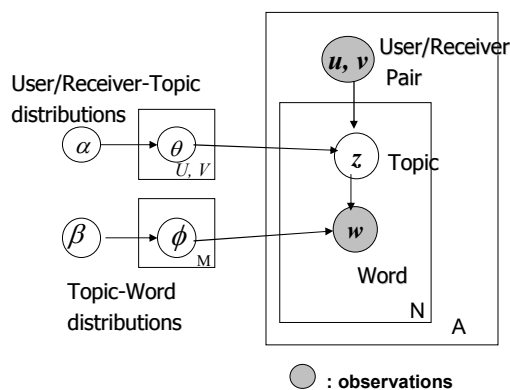 User/Receiver
Pair
u, v
User/Receiver-Topic
distributions
α
θ
U, V
z
Topic
β
ϕ
M
w
Word
Topic-Word
distributions
N
A
: observations